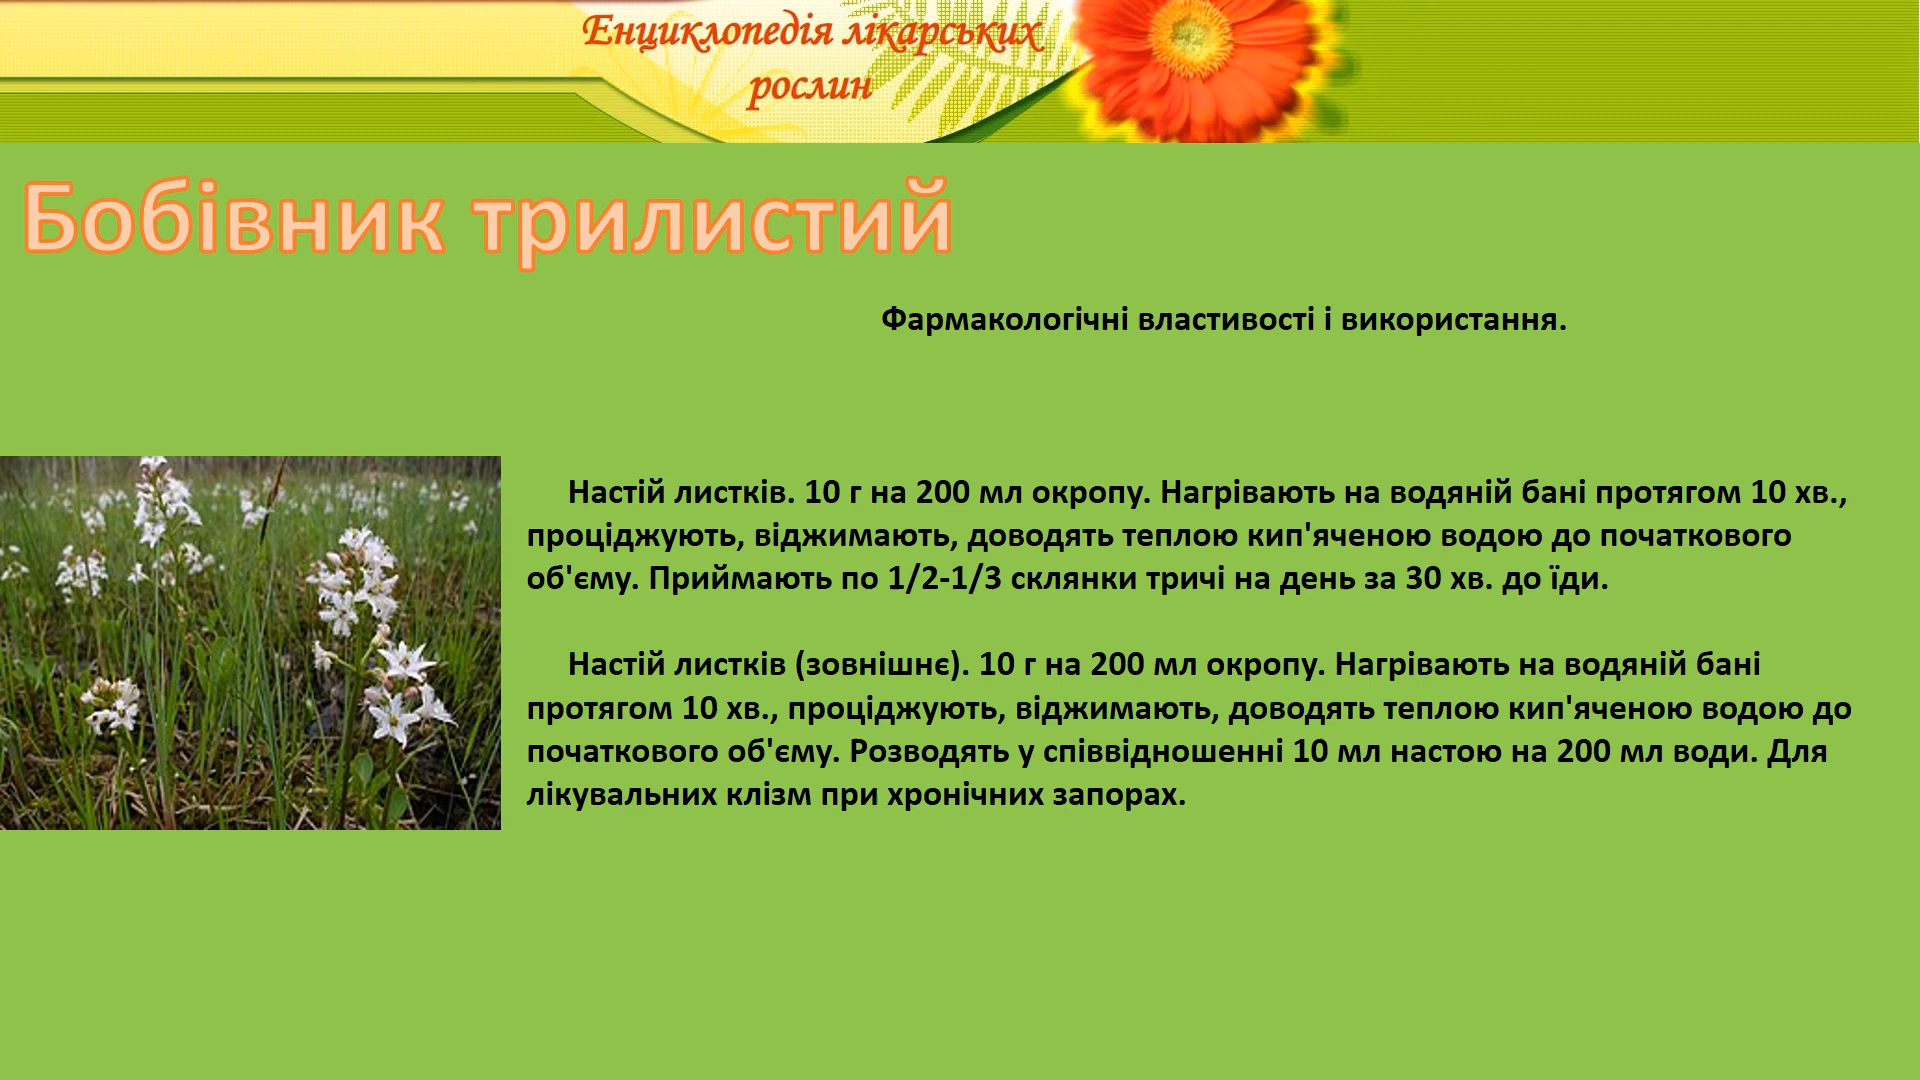 Енциклопедія лікарських
рослин
Бобівник трилистий
Фармакологічні властивості і використання.
Настій листків. 10 г на 200 мл окропу. Нагрівають на водяній бані протягом 10 хв.,
проціджують, віджимають, доводять теплою кип'яченою водою до початкового
об'єму. Приймають по 1/2-1/3 склянки тричі на день за 30 хв. до їди.
Настій листків (зовнішнє). 10 г на 200 мл окропу. Нагрівають на водяній бані
протягом 10 хв., проціджують, віджимають, доводять теплою кип'яченою водою до
початкового об'єму. Розводять у співвідношенні 10 мл настою на 200 мл води. Для
лікувальних клізм при хронічних запорах.